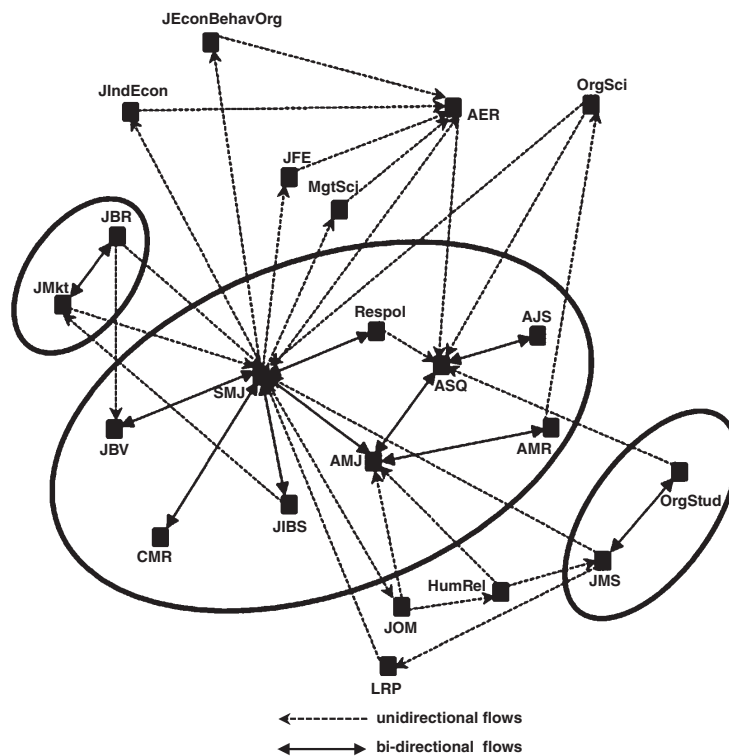 JEconBehavOrg
JIndEcon
AER
OrgSci
JFE
MgtSci
JBR
JMkt
Respol
AJS
SMJ
ASQ
JBV
AMJ
AMR
OrgStud
JIBS
CMR
HumRel
JMS
JOM
LRP
unidirectional flows
bi-directional flows